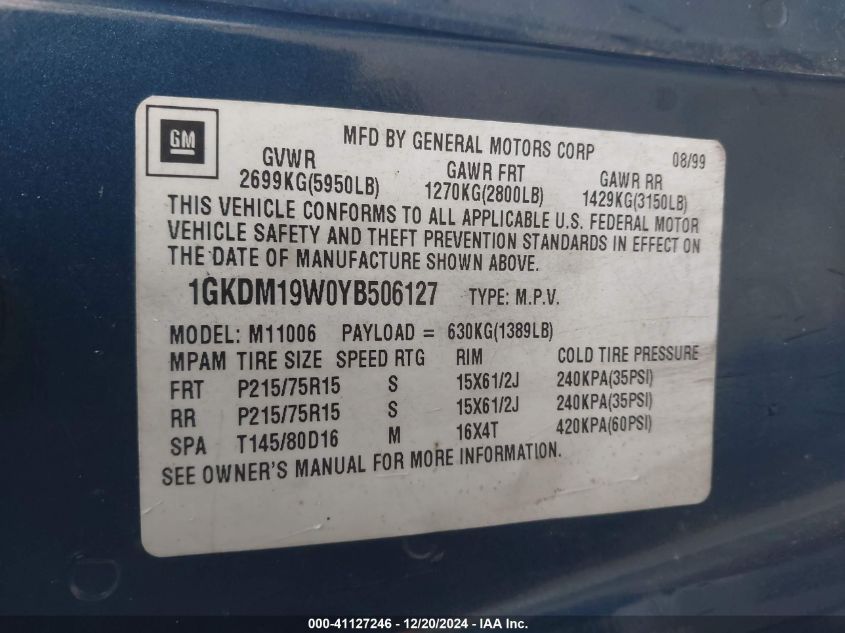 GM
MFD BY GENERAL MOTORS CORP 08/99
GVWR GAWR FRT GAWR RR
2699KG(5950LB) 1270KG(2800LB) 1429KG(3150LB)
THIS VEHICLE CONFORMS TO ALL APPLICABLE U.S. FEDERAL MOTOR
VEHICLE SAFETY AND THEFT PREVENTION STANDARDS IN EFFECT ON
THE DATE OF MANUFACTURE SHOWN ABOVE.
1GKDM19W0YB506127 TYPE: M.P.V.
MODEL: M11006 PAYLOAD = 630KG(1389LB)
MPAM TIRE SIZE SPEED RTG RIM COLD TIRE PRESSURE
FRT P215/75R15 S 15X61/2J 240KPA(35PSI)
RR P215/75R15 S 15X61/2J 240KPA(35PSI)
SPA T145/80D16 M 16X4T 420KPA(60PSI)
SEE OWNER'S MANUAL FOR MORE INFORMATION.
000-41127246 - 12/20/2024 - IAA Inc.